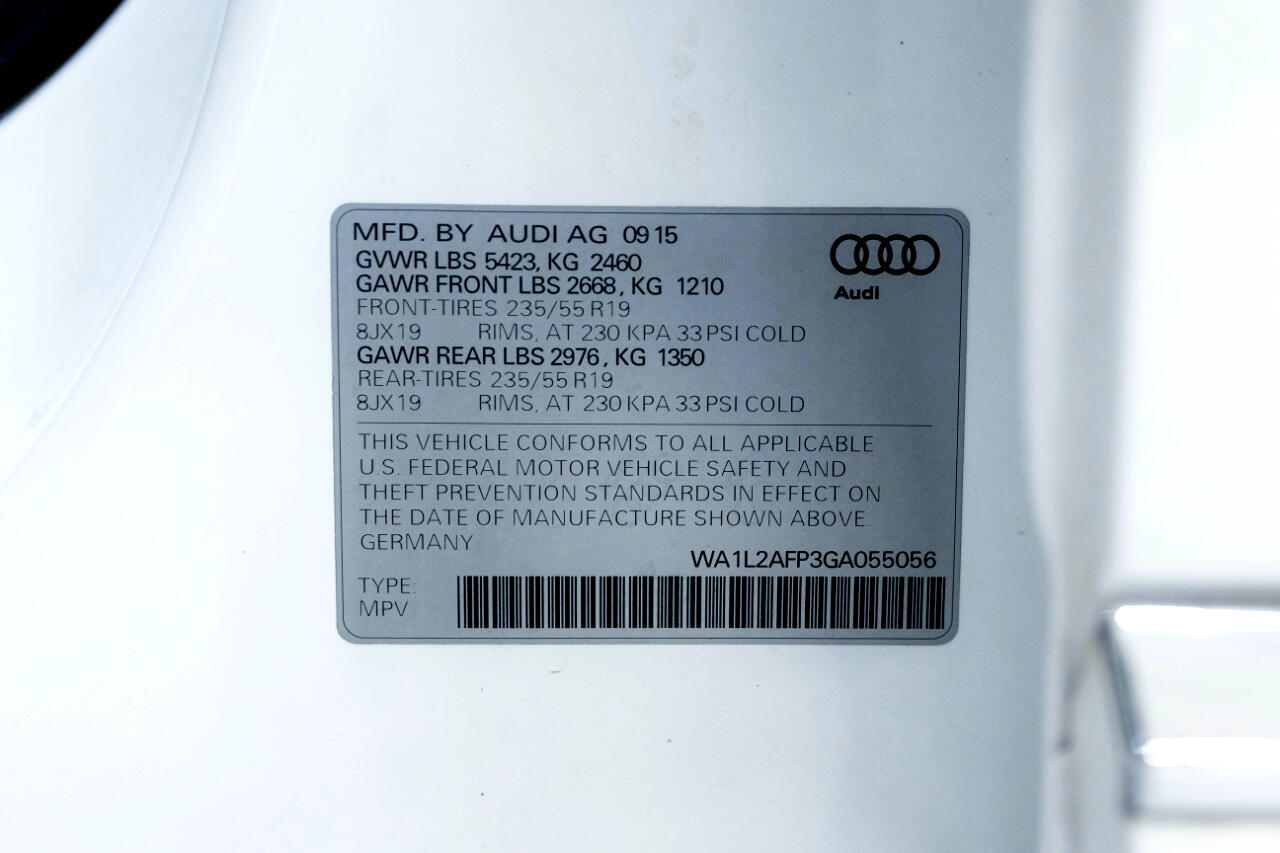 MFD. BY AUDI AG 09 15
GVWR LBS 5423, KG 2460
GAWR FRONT LBS 2668, KG 1210
FRONT-TIRES 235/55 R19
8JX19 RIMS, AT 230 KPA 33 PSI COLD
GAWR REAR LBS 2976, KG 1350
REAR-TIRES 235/55 R19
8JX19 RIMS, AT 230 KPA 33 PSI COLD
Audi
THIS VEHICLE CONFORMS TO ALL APPLICABLE
U.S. FEDERAL MOTOR VEHICLE SAFETY AND
THEFT PREVENTION STANDARDS IN EFFECT ON
THE DATE OF MANUFACTURE SHOWN ABOVE.
GERMANY
WA1L2AFP3GA055056
TYPE:
MPV